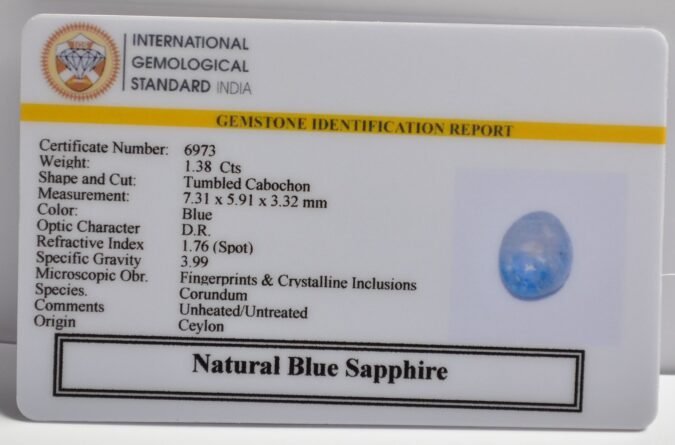 INTERNATIONAL
GEMOLOGICAL
STANDARD INDIA
GEMSTONE IDENTIFICATION REPORT
Certificate Number: 6973
Weight: 1.38 Cts
Shape and Cut: Tumbled Cabochon
Measurement: 7.31 x 5.91 x 3.32 mm
Color: Blue
Optic Character D.R.
Refractive Index 1.76 (Spot)
Specific Gravity 3.99
Microscopic Obr. Fingerprints & Crystalline Inclusions
Species. Corundum
Comments Unheated/Untreated
Origin Ceylon
Natural Blue Sapphire